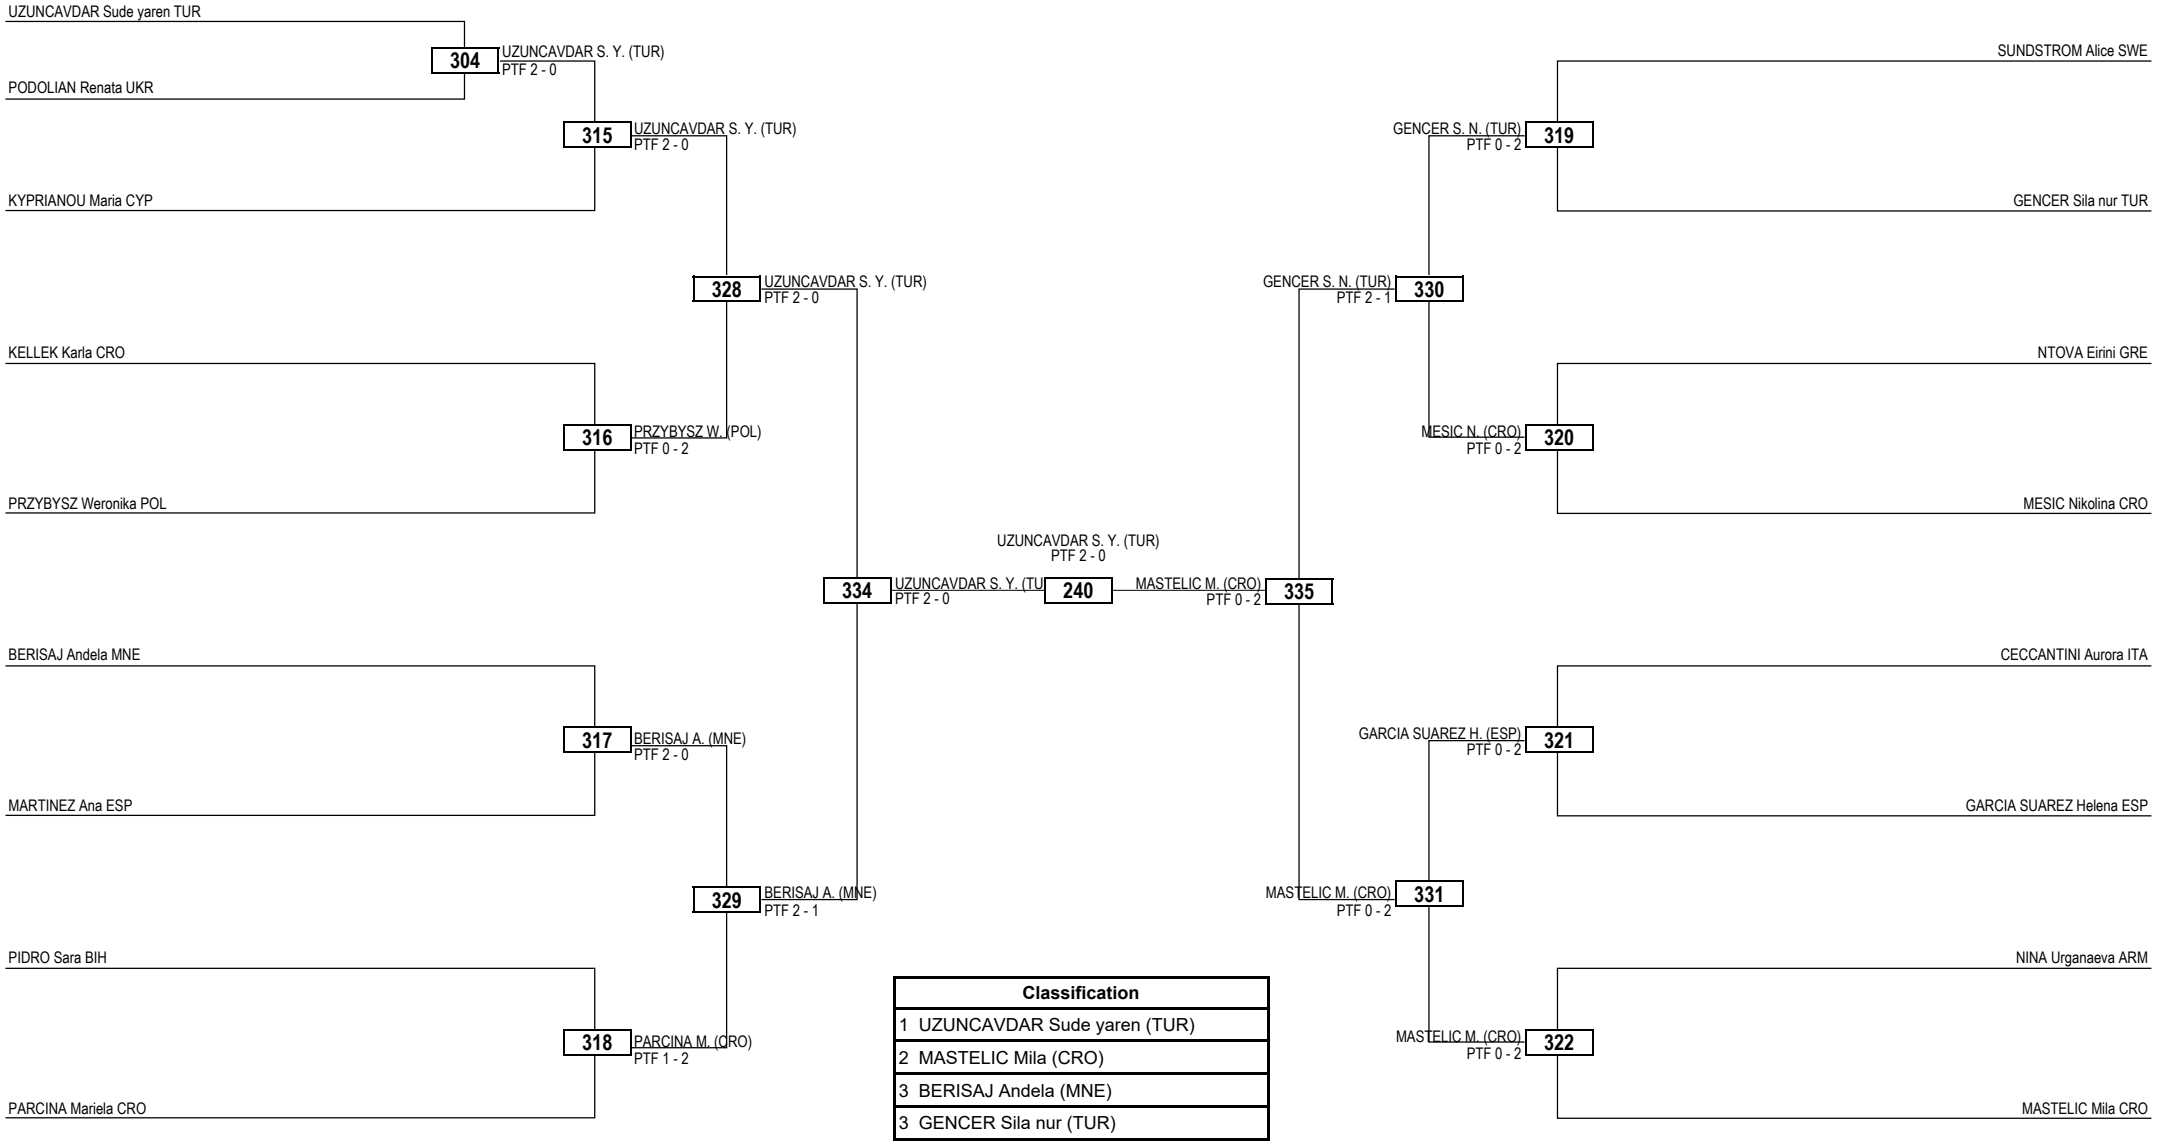 UZUNCAVDAR Sude yaren TUR
304
UZUNCAVDAR S. Y. (TUR)
PTF 2 - 0
PODOLIAN Renata UKR
315
UZUNCAVDAR S. Y. (TUR)
PTF 2 - 0
KYPRIANOU Maria CYP
328
UZUNCAVDAR S. Y. (TUR)
PTF 2 - 0
KELLEK Karla CRO
316
PRZYBYSZ W. (POL)
PTF 0 - 2
PRZYBYSZ Weronika POL
334
UZUNCAVDAR S. Y. (TU
PTF 2 - 0
BERISAJ Andela MNE
317
BERISAJ A. (MNE)
PTF 2 - 0
MARTINEZ Ana ESP
329
BERISAJ A. (MNE)
PTF 2 - 1
PIDRO Sara BIH
318
PARCINA M. (CRO)
PTF 1 - 2
PARCINA Mariela CRO
UZUNCAVDAR S. Y. (TUR)
PTF 2 - 0
240
SUNDSTROM Alice SWE
GENCER S. N. (TUR)
PTF 0 - 2
319
GENCER Sila nur TUR
GENCER S. N. (TUR)
PTF 2 - 1
330
NTOVA Eirini GRE
MESIC N. (CRO)
PTF 0 - 2
320
MESIC Nikolina CRO
MASTELIC M. (CRO)
PTF 0 - 2
335
CECCANTINI Aurora ITA
GARCIA SUAREZ H. (ESP)
PTF 0 - 2
321
GARCIA SUAREZ Helena ESP
MASTELIC M. (CRO)
PTF 0 - 2
331
NINA Urganaeva ARM
MASTELIC M. (CRO)
PTF 0 - 2
322
MASTELIC Mila CRO
Classification
1 UZUNCAVDAR Sude yaren (TUR)
2 MASTELIC Mila (CRO)
3 BERISAJ Andela (MNE)
3 GENCER Sila nur (TUR)